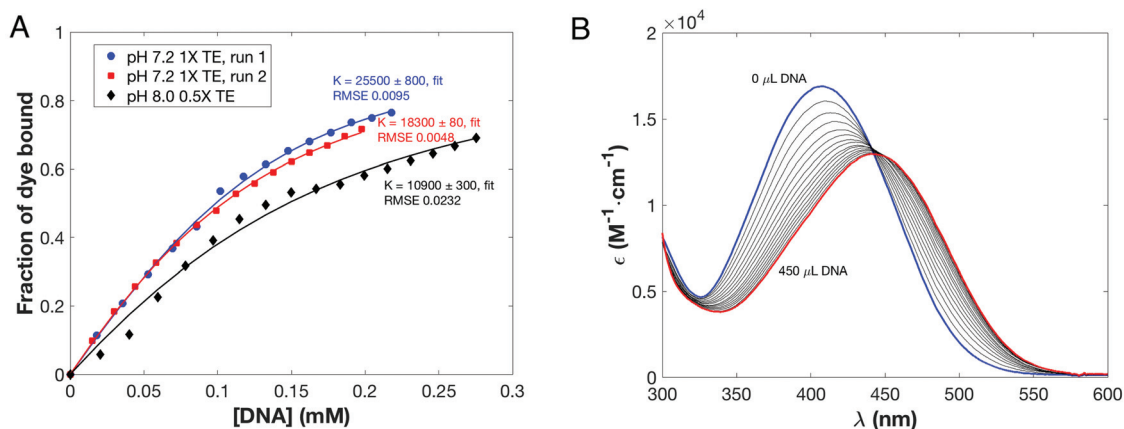 A
pH 7.2 1X TE, run 1
pH 7.2 1X TE, run 2
pH 8.0 0.5X TE
K = 25500 ± 800, fit
RMSE 0.0095
K = 18300 ± 80, fit
RMSE 0.0048
K = 10900 ± 300, fit
RMSE 0.0232
Fraction of dye bound
1
0.8
0.6
0.4
0.2
0
0
0.05
0.1
0.15
0.2
0.25
0.3
[DNA] (mM)
B
×10⁴
2
1.5
1
0.5
0
ϵ (M⁻¹·cm⁻¹)
0 μL DNA
450 μL DNA
300
350
400
450
500
550
600
λ (nm)